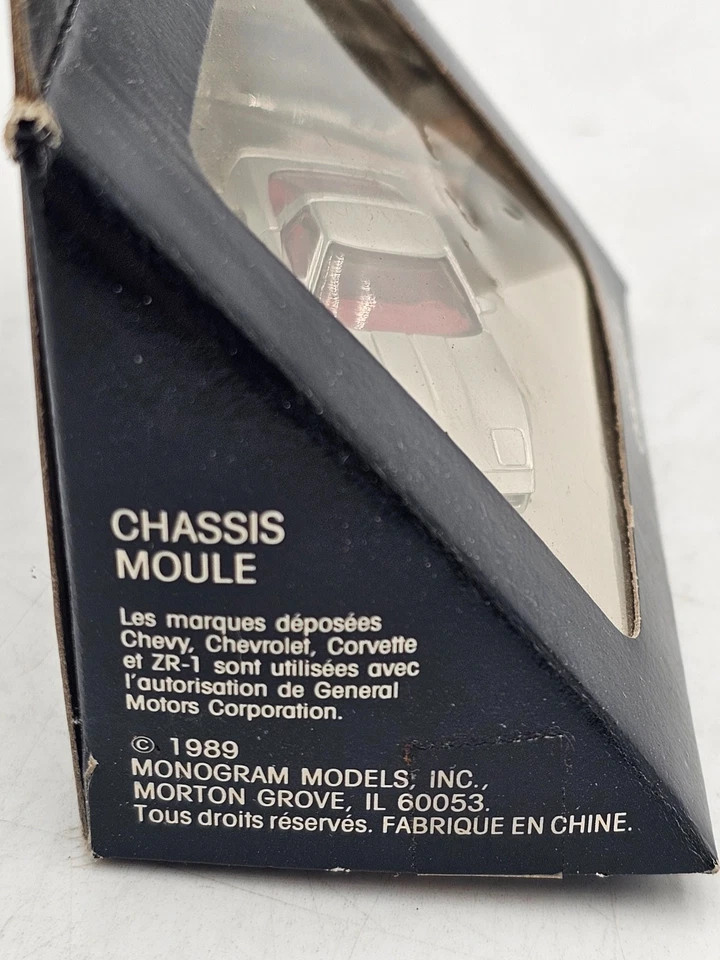 CHASSIS
MOULE
Les marques déposées
Chevy, Chevrolet, Corvette
et ZR-1 sont utilisées avec
l'autorisation de General
Motors Corporation.
© 1989
MONOGRAM MODELS, INC.,
MORTON GROVE, IL 60053.
Tous droits réservés. FABRIQUE EN CHINE.